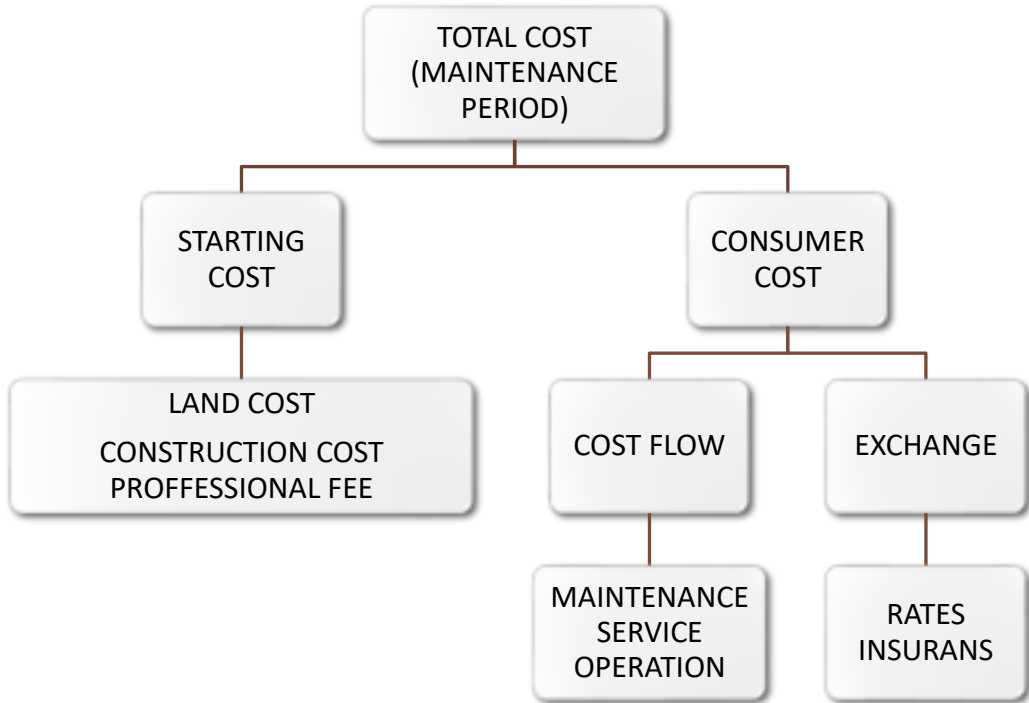 TOTAL COST
(MAINTENANCE
PERIOD)
STARTING
COST
CONSUMER
COST
LAND COST
CONSTRUCTION COST
PROFFESSIONAL FEE
COST FLOW
EXCHANGE
MAINTENANCE
SERVICE
OPERATION
RATES
INSURANS